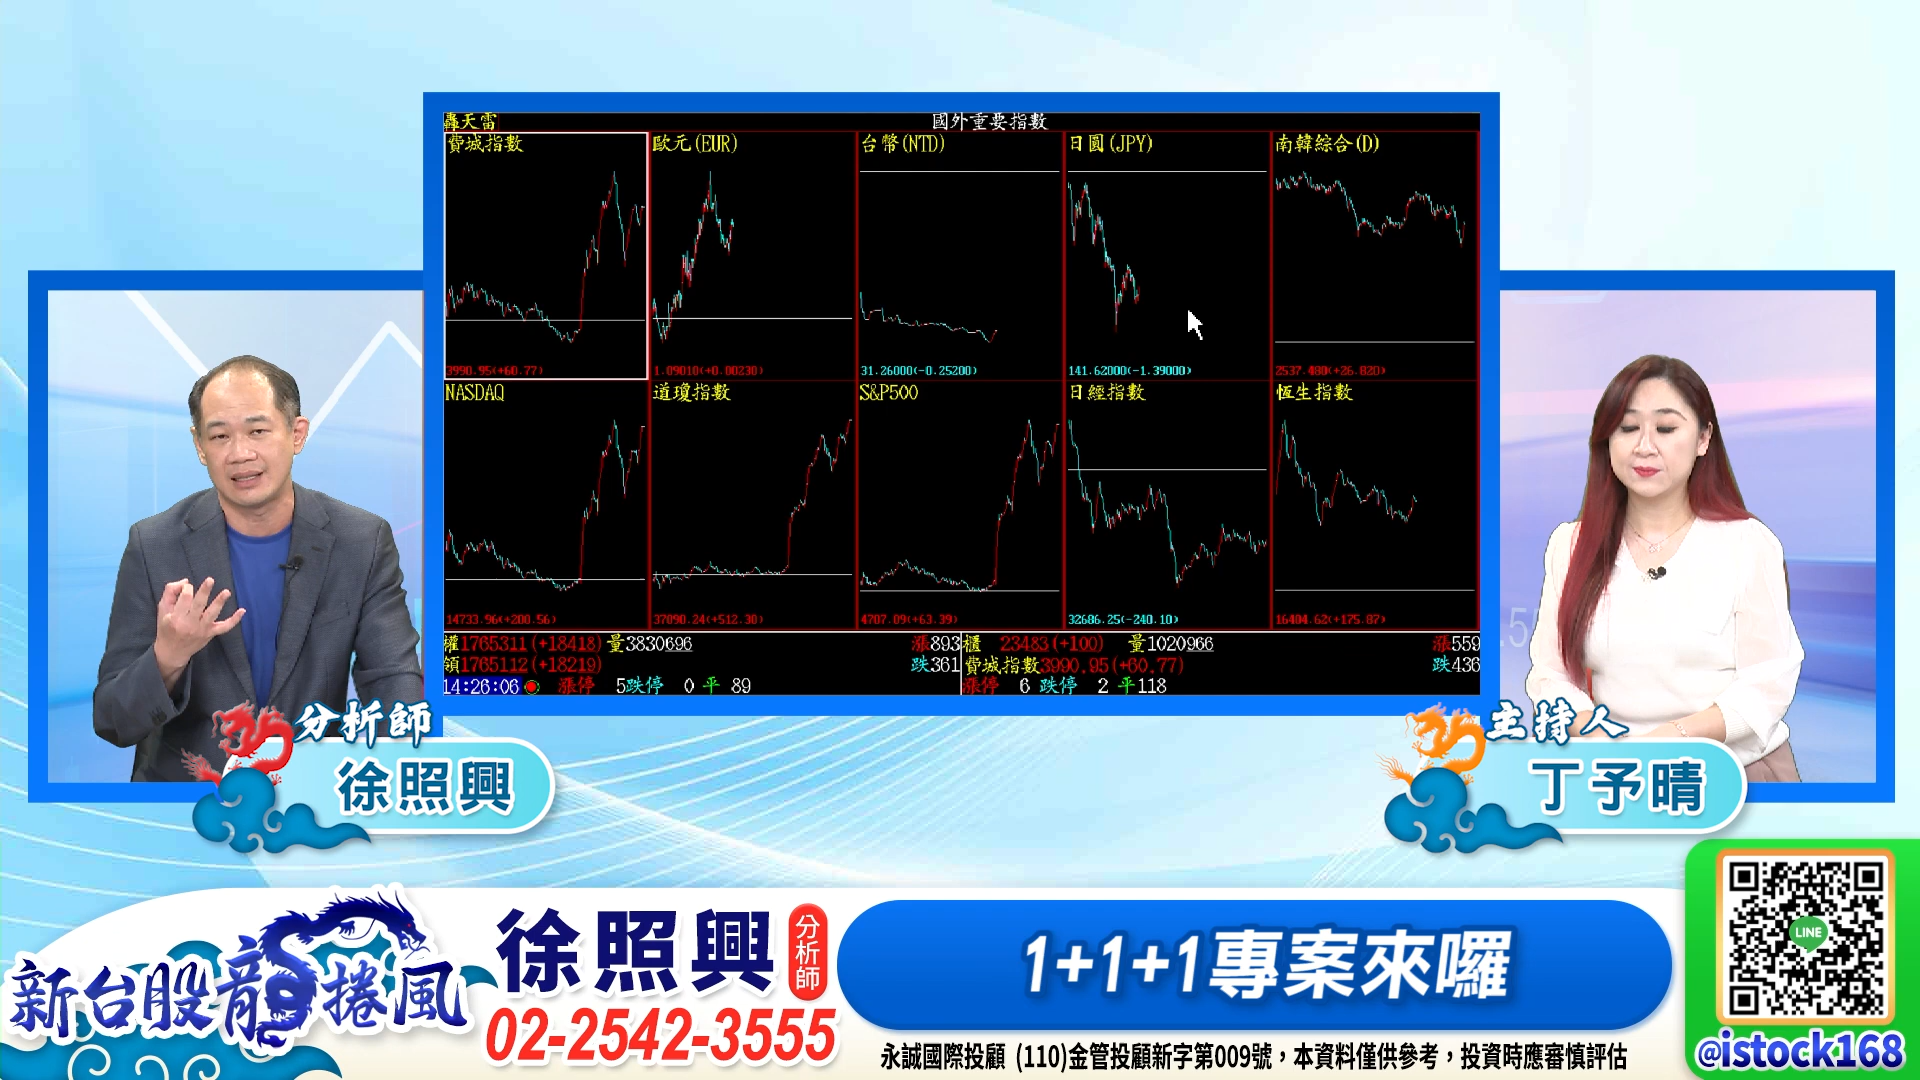 轟天雷
國外重要指數
費城指數
歐元(EUR)
台幣(NTD)
日圓(JPY)
南韓綜合(D)
3990.95(+60.77)
1.09010(+0.00230)
31.26000(-0.25200)
141.62000(-1.39000)
2537.480(+26.820)
NASDAQ
道瓊指數
S&P500
日經指數
恆生指數
14733.96(+200.56)
37090.24(+512.30)
4707.09(+63.39)
32686.25(-240.10)
16404.62(+175.87)
權1765311(+18418)量3830696
漲893
櫃 23483(+100) 量1020966
漲559
領1765112(+18219)
跌361
費城指數3990.95(+60.77)
跌436
14:26:06
漲停 5跌停 0 平 89
漲停 6 跌停 2 平118
分析師
徐照興
主持人
丁予晴
新台股龍捲風
徐照興
分析師
02-2542-3555
1+1+1專案來囉
永誠國際投顧 (110)金管投顧新字第009號，本資料僅供參考，投資時應審慎評估
LINE
@istock168